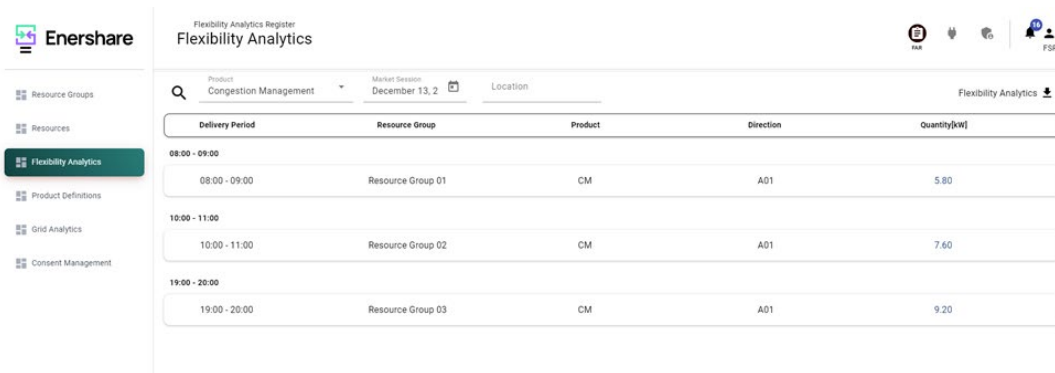 Enershare
Flexibility Analytics Register
Flexibility Analytics
FAR
16
FSP
Resource Groups
Resources
Flexibility Analytics
Product Definitions
Grid Analytics
Consent Management
Product
Congestion Management
Market Session
December 13, 2
Location
Flexibility Analytics
Delivery Period Resource Group Product Direction Quantity[kW]
08:00 - 09:00
08:00 - 09:00 Resource Group 01 CM A01 5.80
10:00 - 11:00
10:00 - 11:00 Resource Group 02 CM A01 7.60
19:00 - 20:00
19:00 - 20:00 Resource Group 03 CM A01 9.20